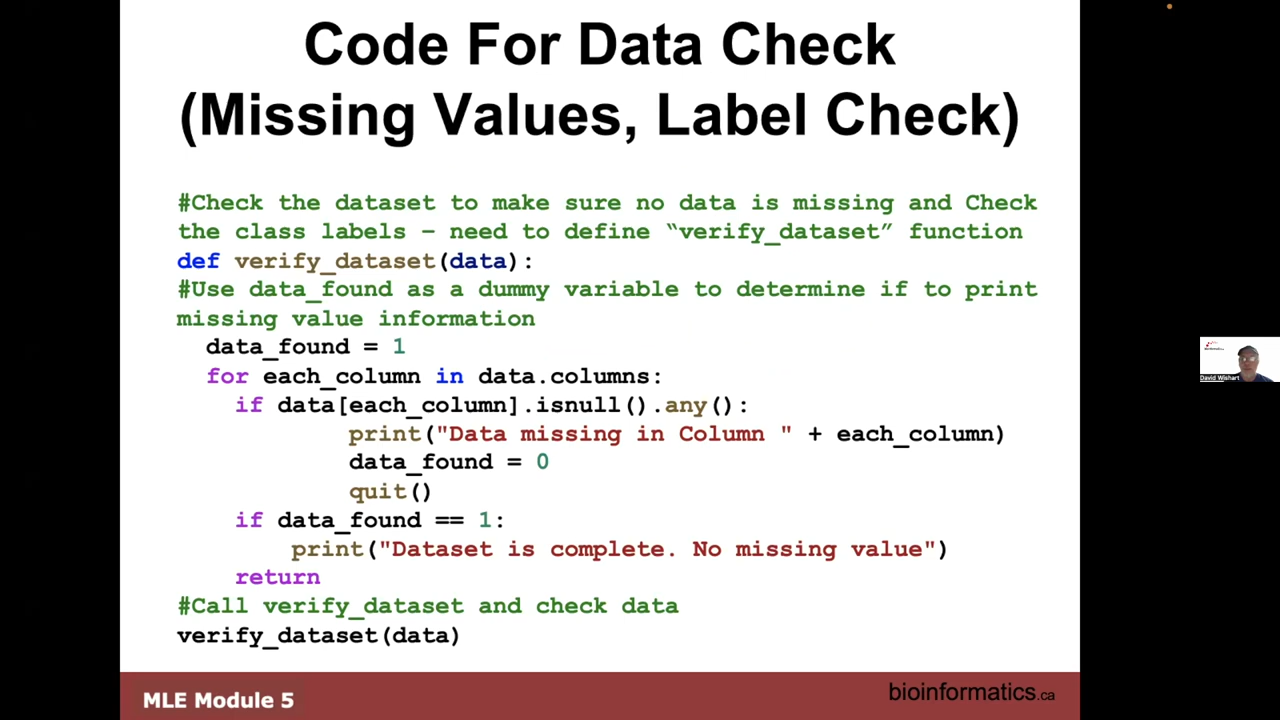 Code For Data Check
(Missing Values, Label Check)
#Check the dataset to make sure no data is missing and Check
the class labels – need to define “verify_dataset” function
def verify_dataset(data):
#Use data_found as a dummy variable to determine if to print
missing value information
data_found = 1
for each_column in data.columns:
if data[each_column].isnull().any():
print("Data missing in Column " + each_column)
data_found = 0
quit()
if data_found == 1:
print("Dataset is complete. No missing value")
return
#Call verify_dataset and check data
verify_dataset(data)
MLE Module 5
bioinformatics.ca
David Wishart